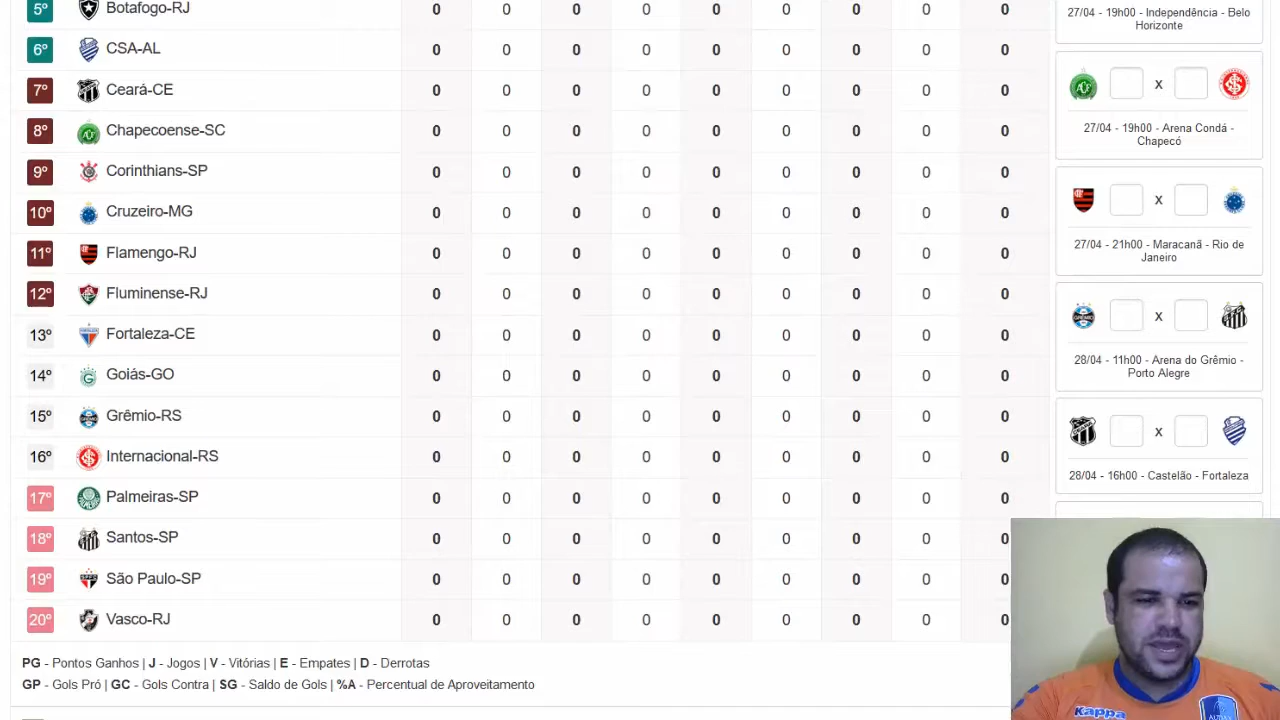 5º Botafogo-RJ 0 0 0 0 0 0 0 0 0
6º CSA-AL 0 0 0 0 0 0 0 0 0
7º Ceará-CE 0 0 0 0 0 0 0 0 0
8º Chapecoense-SC 0 0 0 0 0 0 0 0 0
9º Corinthians-SP 0 0 0 0 0 0 0 0 0
10º Cruzeiro-MG 0 0 0 0 0 0 0 0 0
11º Flamengo-RJ 0 0 0 0 0 0 0 0 0
12º Fluminense-RJ 0 0 0 0 0 0 0 0 0
13º Fortaleza-CE 0 0 0 0 0 0 0 0 0
14º Goiás-GO 0 0 0 0 0 0 0 0 0
15º Grêmio-RS 0 0 0 0 0 0 0 0 0
16º Internacional-RS 0 0 0 0 0 0 0 0 0
17º Palmeiras-SP 0 0 0 0 0 0 0 0 0
18º Santos-SP 0 0 0 0 0 0 0 0 0
19º São Paulo-SP 0 0 0 0 0 0 0 0 0
20º Vasco-RJ 0 0 0 0 0 0 0 0 0
PG - Pontos Ganhos | J - Jogos | V - Vitórias | E - Empates | D - Derrotas
GP - Gols Pró | GC - Gols Contra | SG - Saldo de Gols | %A - Percentual de Aproveitamento
27/04 - 19h00 - Independência - Belo
Horizonte
x
27/04 - 19h00 - Arena Condá -
Chapecó
x
27/04 - 21h00 - Maracanã - Rio de
Janeiro
x
28/04 - 11h00 - Arena do Grêmio -
Porto Alegre
x
28/04 - 16h00 - Castelão - Fortaleza
Kappa